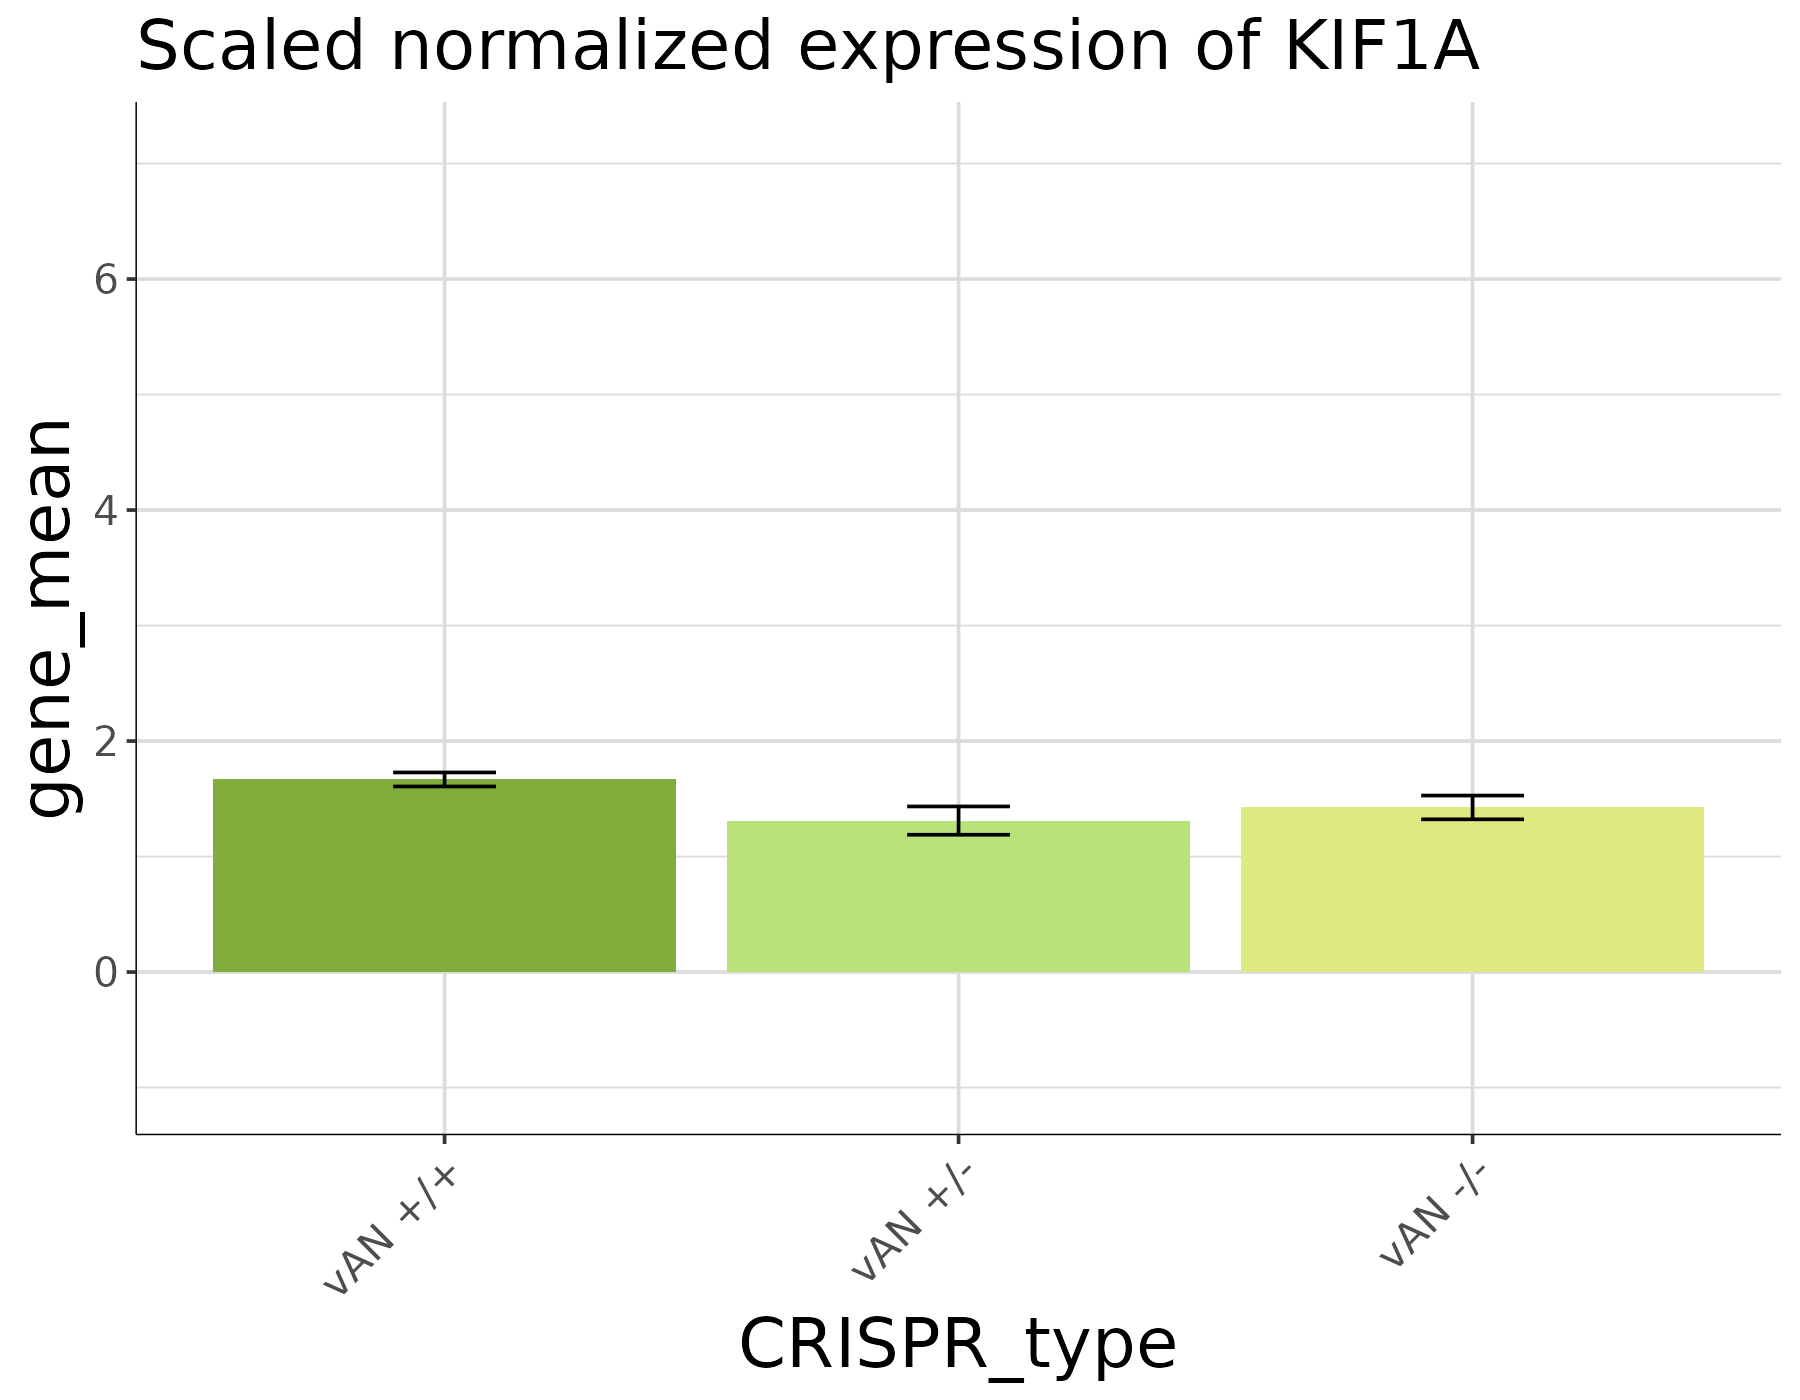 Scaled normalized expression of KIF1A
gene_mean
6
4
2
0
vAN +/+
vAN +/-
vAN -/-
CRISPR_type